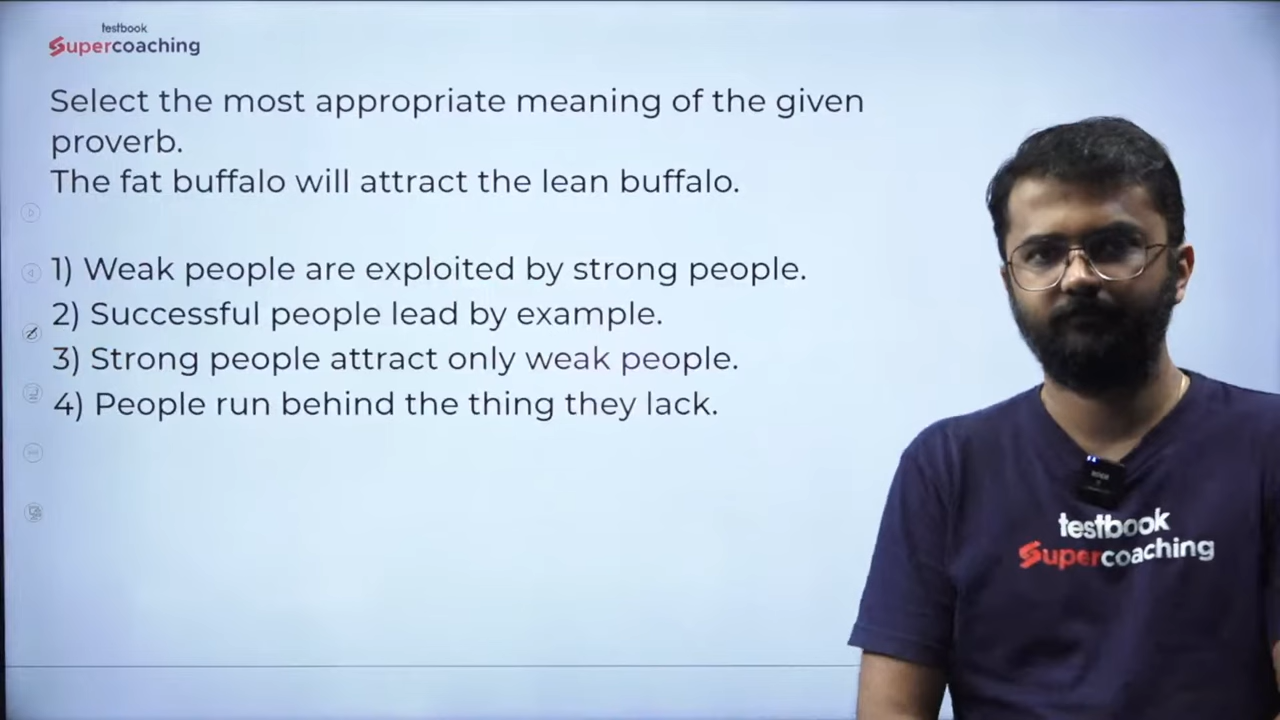 testbook
Supercoaching
Select the most appropriate meaning of the given
proverb.
The fat buffalo will attract the lean buffalo.
1) Weak people are exploited by strong people.
2) Successful people lead by example.
3) Strong people attract only weak people.
4) People run behind the thing they lack.
testbook
Supercoaching